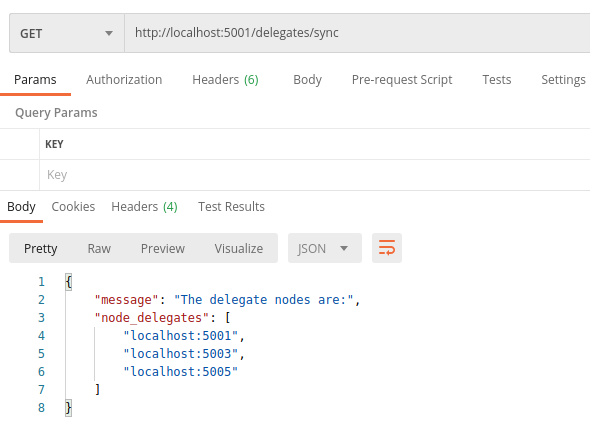 GET http://localhost:5001/delegates/sync
Params Authorization Headers (6) Body Pre-request Script Tests Settings
Query Params
KEY
Key
Body Cookies Headers (4) Test Results
Pretty Raw Preview Visualize JSON
1 {
2 "message": "The delegate nodes are:",
3 "node_delegates": [
4 "localhost:5001",
5 "localhost:5003",
6 "localhost:5005"
7 ]
8 }